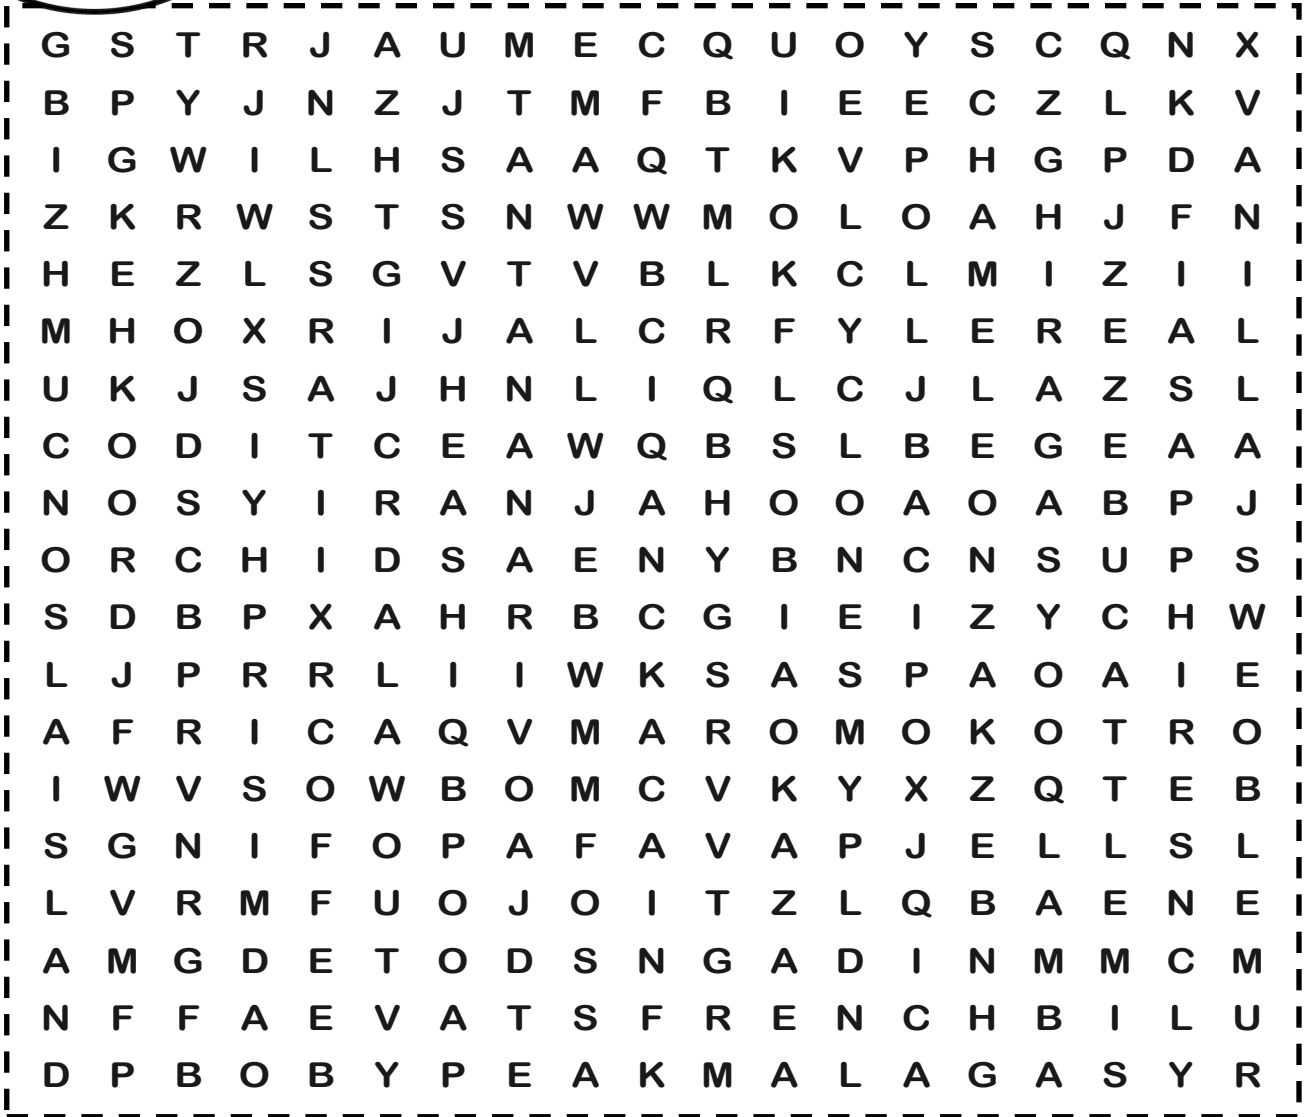 G S T R J A U M E C Q U O Y S C Q N X
B P Y J N Z J T M F B I E E C Z L K V
I G W I L H S A A Q T K V P H G P D A
Z K R W S T S N W W M O L O A H J F N
H E Z L S G V T V B L K C L M I Z I I
M H O X R I J A L C R F Y L E R E A L
U K J S A J H N L I Q L C J L A Z S L
C O D I T C E A W Q B S L B E G E A A
N O S Y I R A N J A H O O A O A B P J
O R C H I D S A E N Y B N C N S U P S
S D B P X A H R B C G I E I Z Y C H W
L J P R R L I I W K S A S P A O A I E
A F R I C A Q V M A R O M O K O T R O
I W V S O W B O M C V K Y X Z Q T E B
S G N I F O P A F A V A P J E L L S L
L V R M F U O J O I T Z L Q B A E N E
A M G D E T O D S N G A D I N M M C M
N F F A E V A T S F R E N C H B I L U
D P B O B Y P E A K M A L A G A S Y R